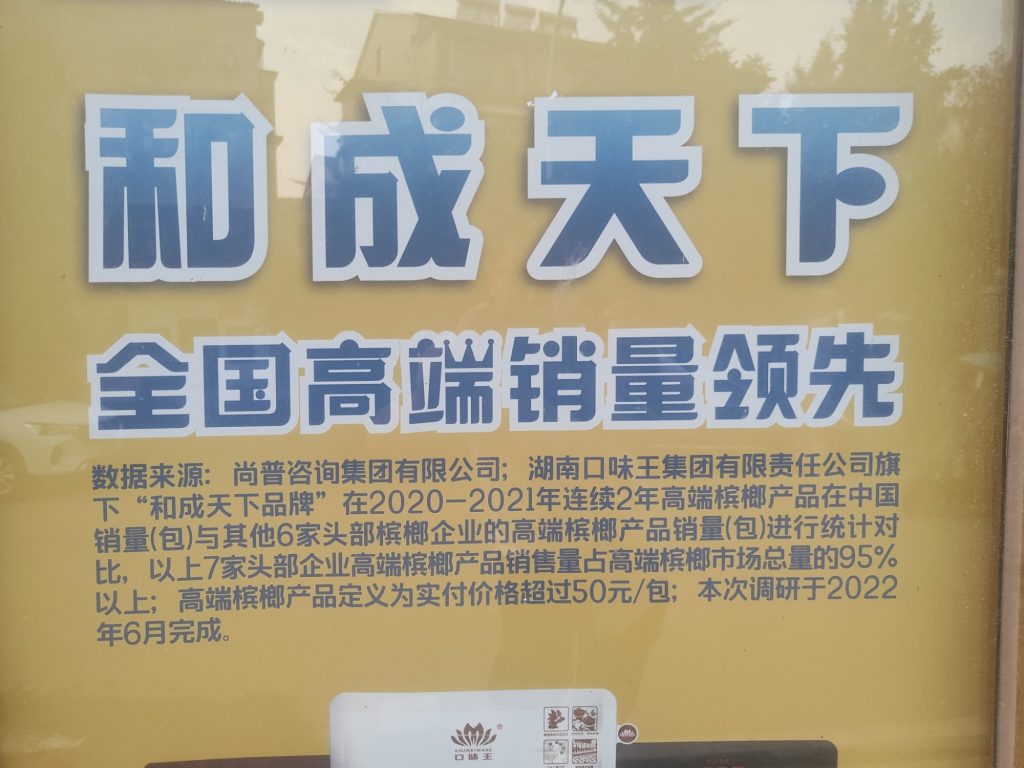 和成天下
全国高端销量领先
数据来源：尚普咨询集团有限公司；湖南口味王集团有限责任公司旗
下“和成天下品牌”在2020-2021年连续2年高端槟榔产品在中国
销量(包)与其他6家头部槟榔企业的高端槟榔产品销量(包)进行统计对
比，以上7家头部企业高端槟榔产品销售量占高端槟榔市场总量的95%
以上；高端槟榔产品定义为实付价格超过50元/包；本次调研于2022
年6月完成。
KOUWEIWANG
口味王